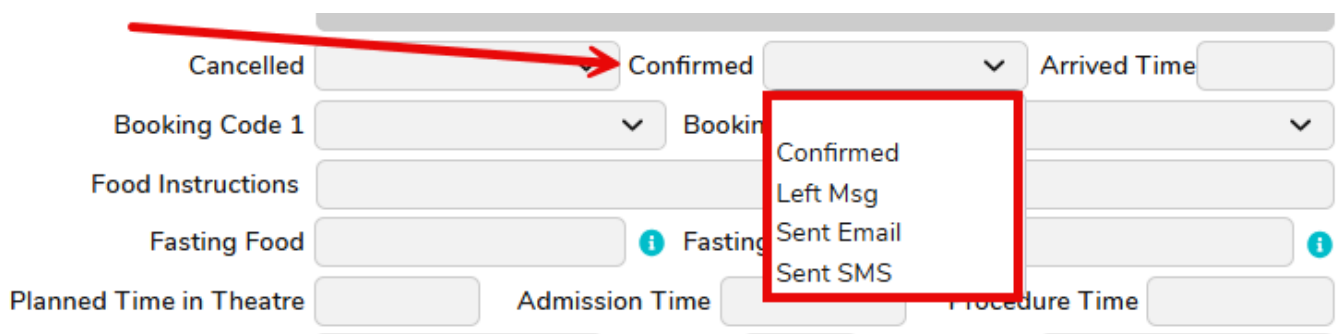 Cancelled Confirmed Arrived Time
Booking Code 1
Confirmed
Left Msg
Sent Email
Sent SMS
Food Instructions
Fasting Food Fasting
Planned Time in Theatre Admission Time Procedure Time